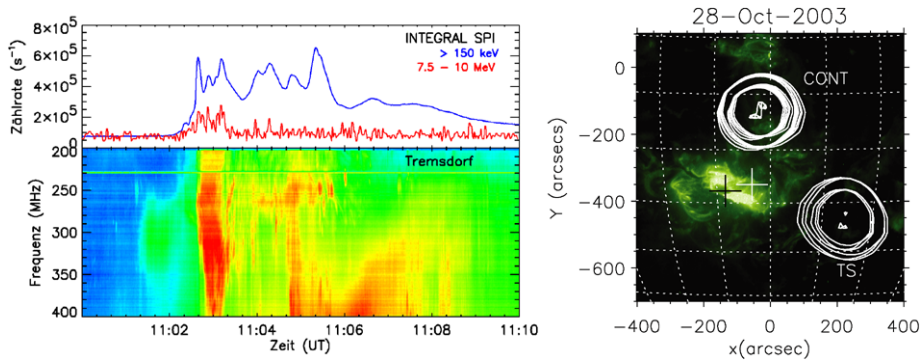 INTEGRAL SPI
> 150 keV
7.5 – 10 MeV
Zählrate (s⁻¹)
8×10⁵
6×10⁵
4×10⁵
2×10⁵
0
Tremsdorf
Frequenz (MHz)
200
250
300
350
400
11:02 11:04 11:06 11:08 11:10
Zeit (UT)
28-Oct-2003
CONT
TS
Y (arcsecs)
0
-200
-400
-600
-400 -200 0 200 400
x(arcsec)